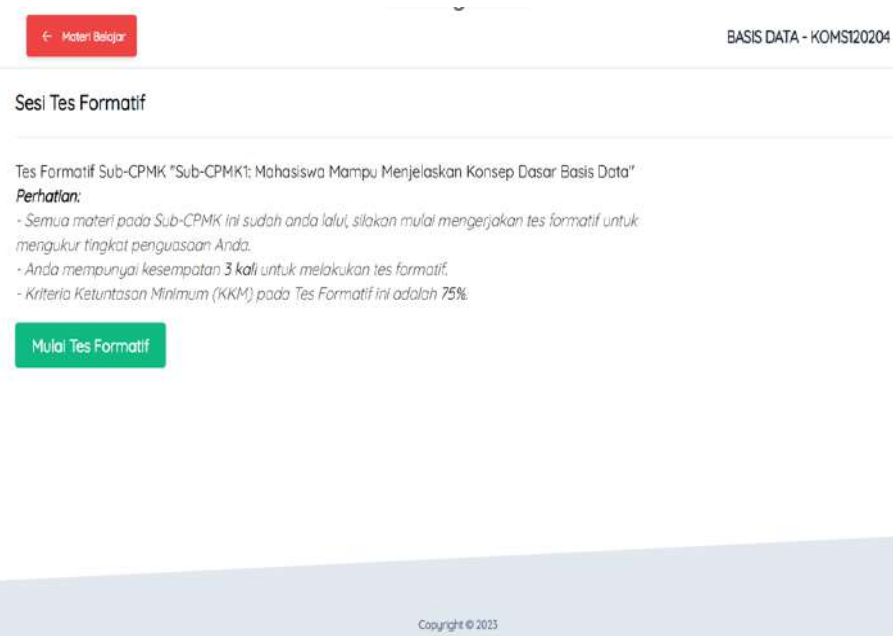 ← Materi Belajar
BASIS DATA - KOMS120204
Sesi Tes Formatif
Tes Formatif Sub-CPMK "Sub-CPMK1: Mahasiswa Mampu Menjelaskan Konsep Dasar Basis Data"
Perhatian:
- Semua materi pada Sub-CPMK ini sudah anda lalui, silakan mulai mengerjakan tes formatif untuk
mengukur tingkat penguasaan Anda.
- Anda mempunyai kesempatan 3 kali untuk melakukan tes formatif.
- Kriteria Ketuntasan Minimum (KKM) pada Tes Formatif ini adalah 75%.
Mulai Tes Formatif
Copyright © 2023